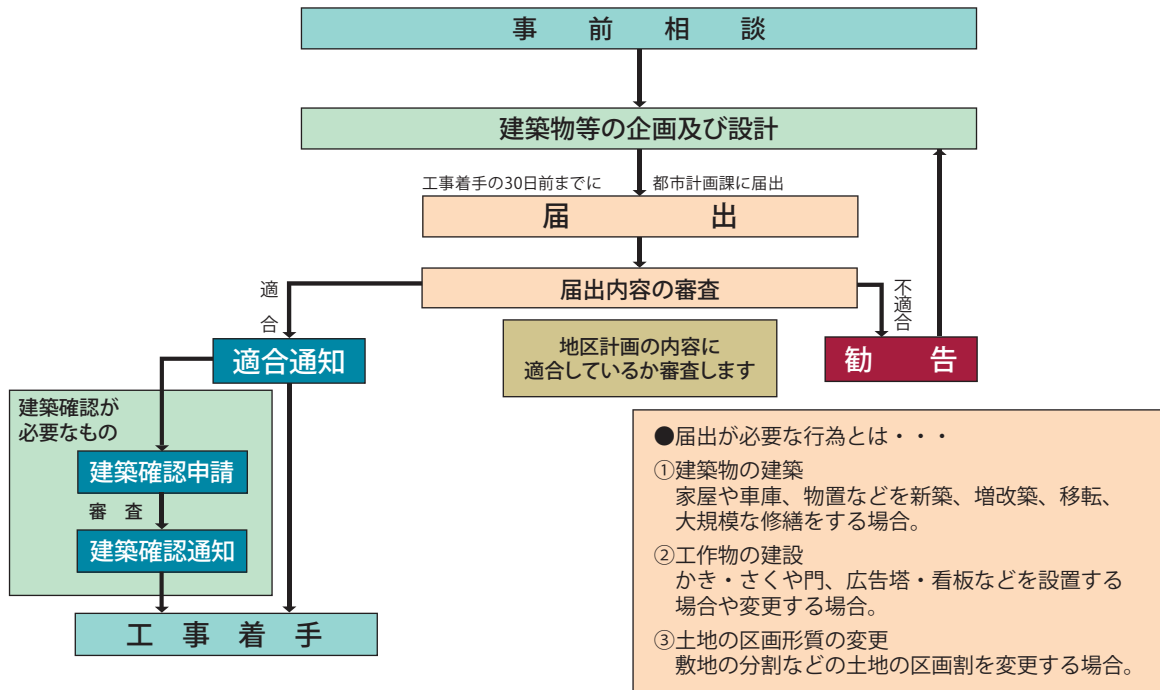 事前相談
建築物等の企画及び設計
工事着手の30日前までに
都市計画課に届出
届出
届出内容の審査
適合
不適合
地区計画の内容に
適合しているか審査します
適合通知
勧告
建築確認が
必要なもの
建築確認申請
審査
建築確認通知
工事着手
●届出が必要な行為とは・・・
①建築物の建築
家屋や車庫、物置などを新築、増改築、移転、
大規模な修繕をする場合。
②工作物の建設
かき・さくや門、広告塔・看板などを設置する
場合や変更する場合。
③土地の区画形質の変更
敷地の分割などの土地の区画割を変更する場合。